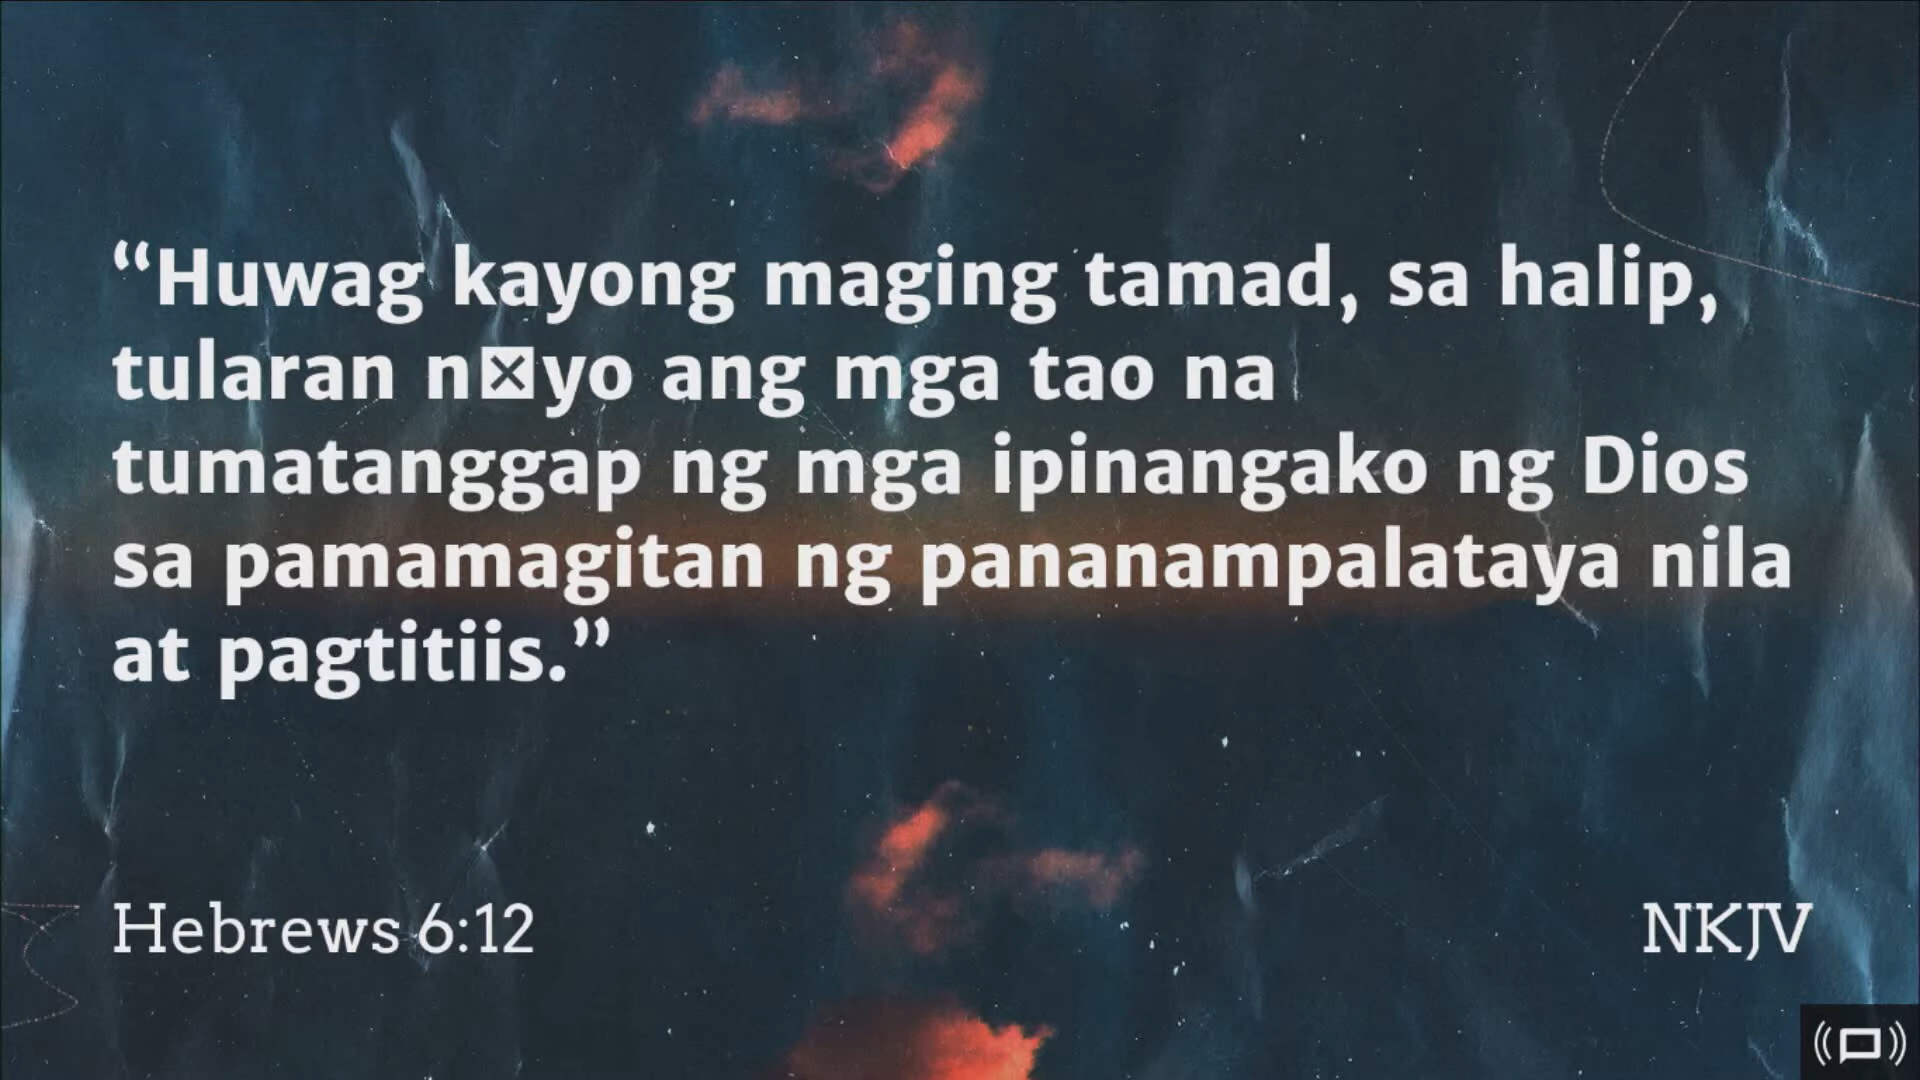 “Huwag kayong maging tamad, sa halip,
tularan n☒yo ang mga tao na
tumatanggap ng mga ipinangako ng Dios
sa pamamagitan ng pananampalataya nila
at pagtitiis.”
Hebrews 6:12
NKJV